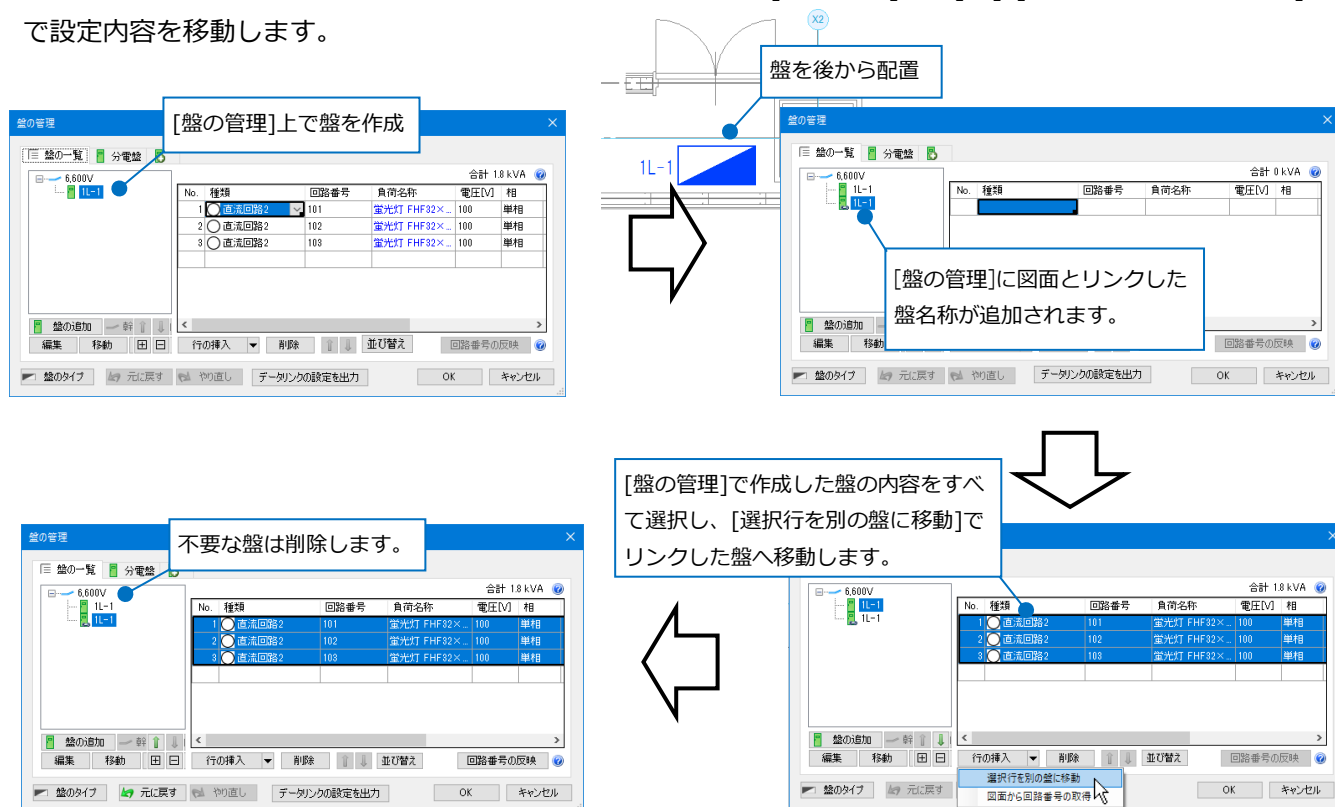 で設定内容を移動します。
X2
盤を後から配置
1L-1
盤の管理
[盤の管理]上で盤を作成
盤の一覧 分電盤
合計 1.8 kVA
6,600V
1L-1
No. 種類 回路番号 負荷名称 電圧[V] 相
1 直流回路2 101 蛍光灯 FHF32×... 100 単相
2 直流回路2 102 蛍光灯 FHF32×... 100 単相
3 直流回路2 103 蛍光灯 FHF32×... 100 単相
盤の追加 幹
編集 移動 行の挿入 削除 並び替え 回路番号の反映
盤のタイプ 元に戻す やり直し データリンクの設定を出力 OK キャンセル
盤の管理
盤の一覧 分電盤
合計 0 kVA
6,600V
1L-1
1L-1
No. 種類 回路番号 負荷名称 電圧[V] 相
[盤の管理]に図面とリンクした
盤名称が追加されます。
盤の追加
編集 移動 回路番号の反映
盤のタイプ 元に戻す やり直し データリンクの設定を出力 OK キャンセル
[盤の管理]で作成した盤の内容をすべ
て選択し、[選択行を別の盤に移動]で
リンクした盤へ移動します。
合計 1.8 kVA
6,600V
1L-1
1L-1
No. 種類 回路番号 負荷名称 電圧[V] 相
1 直流回路2 101 蛍光灯 FHF32×... 100 単相
2 直流回路2 102 蛍光灯 FHF32×... 100 単相
3 直流回路2 103 蛍光灯 FHF32×... 100 単相
盤の追加 幹
編集 移動 行の挿入 削除 並び替え 回路番号の反映
盤のタイプ 元に戻す OK キャンセル
選択行を別の盤に移動
図面から回路番号の取得
盤の管理
不要な盤は削除します。
盤の一覧 分電盤
合計 1.8 kVA
6,600V
1L-1
1L-1
No. 種類 回路番号 負荷名称 電圧[V] 相
1 直流回路2 101 蛍光灯 FHF32×... 100 単相
2 直流回路2 102 蛍光灯 FHF32×... 100 単相
3 直流回路2 103 蛍光灯 FHF32×... 100 単相
盤の追加 幹
編集 移動 行の挿入 削除 並び替え 回路番号の反映
盤のタイプ 元に戻す やり直し データリンクの設定を出力 OK キャンセル